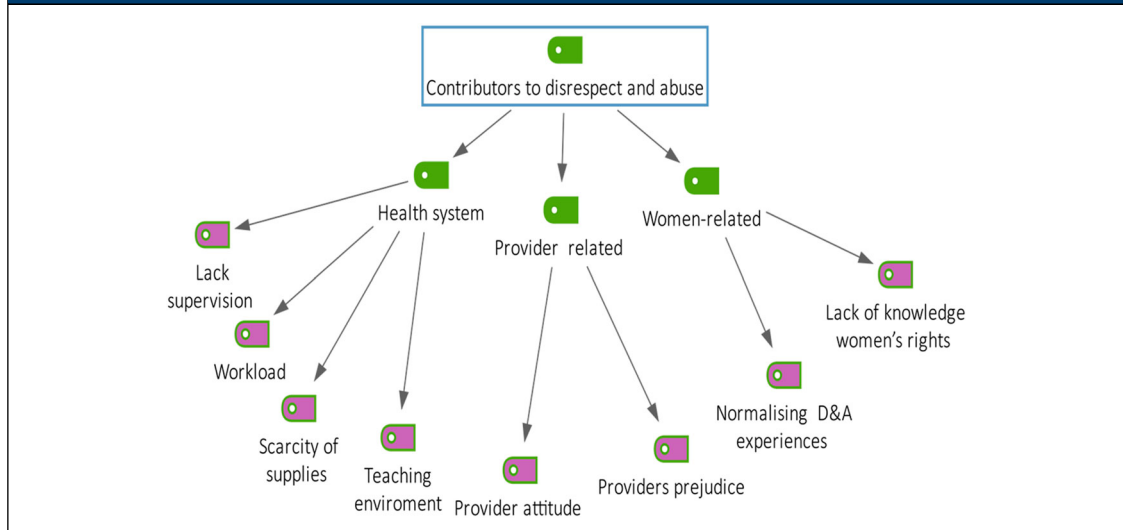 Contributors to disrespect and abuse
Health system
Provider related
Women-related
Lack
supervision
Workload
Scarcity of
supplies
Teaching
enviroment
Provider attitude
Providers prejudice
Normalising D&A
experiences
Lack of knowledge
women's rights